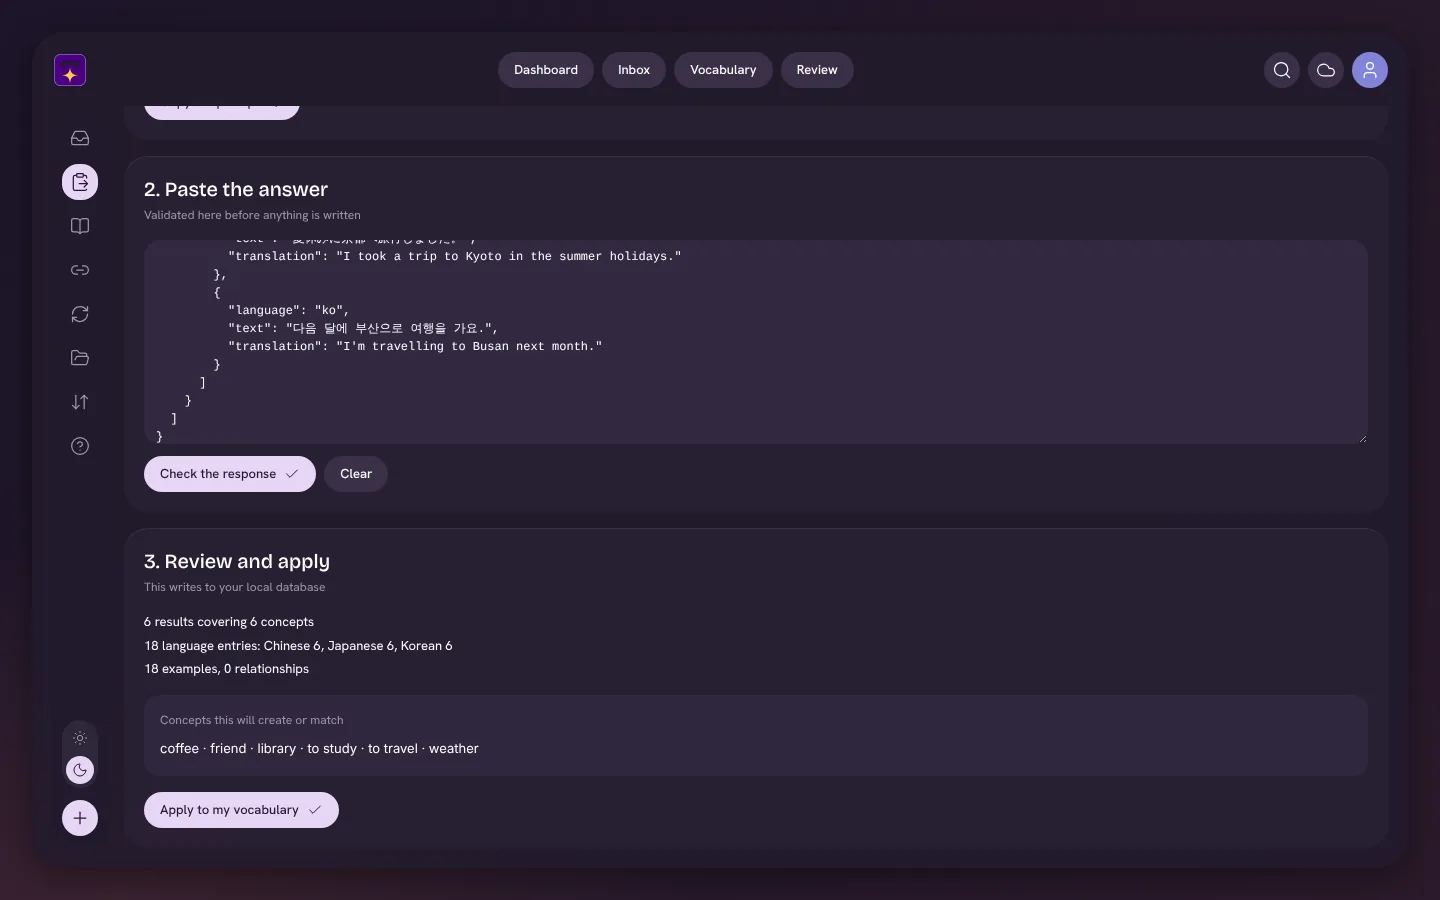 Dashboard
Inbox
Vocabulary
Review
2. Paste the answer
Validated here before anything is written
"translation": "I took a trip to Kyoto in the summer holidays."
},
{
"language": "ko",
"text": "다음 달에 부산으로 여행을 가요.",
"translation": "I'm travelling to Busan next month."
}
]
}
]
}
Check the response
Clear
3. Review and apply
This writes to your local database
6 results covering 6 concepts
18 language entries: Chinese 6, Japanese 6, Korean 6
18 examples, 0 relationships
Concepts this will create or match
coffee · friend · library · to study · to travel · weather
Apply to my vocabulary